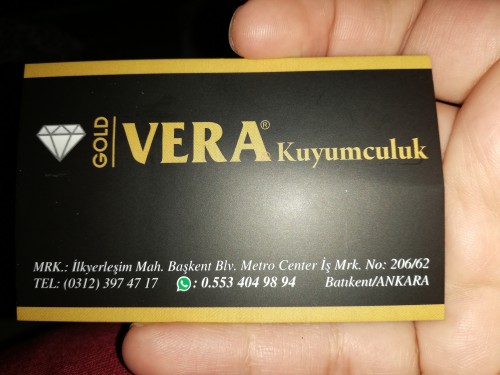 GOLD
VERA® Kuyumculuk
MRK.: İlkyerleşim Mah. Başkent Blv. Metro Center İş Mrk. No: 206/62
TEL: (0312) 397 47 17 : 0.553 404 98 94 Batıkent/ANKARA